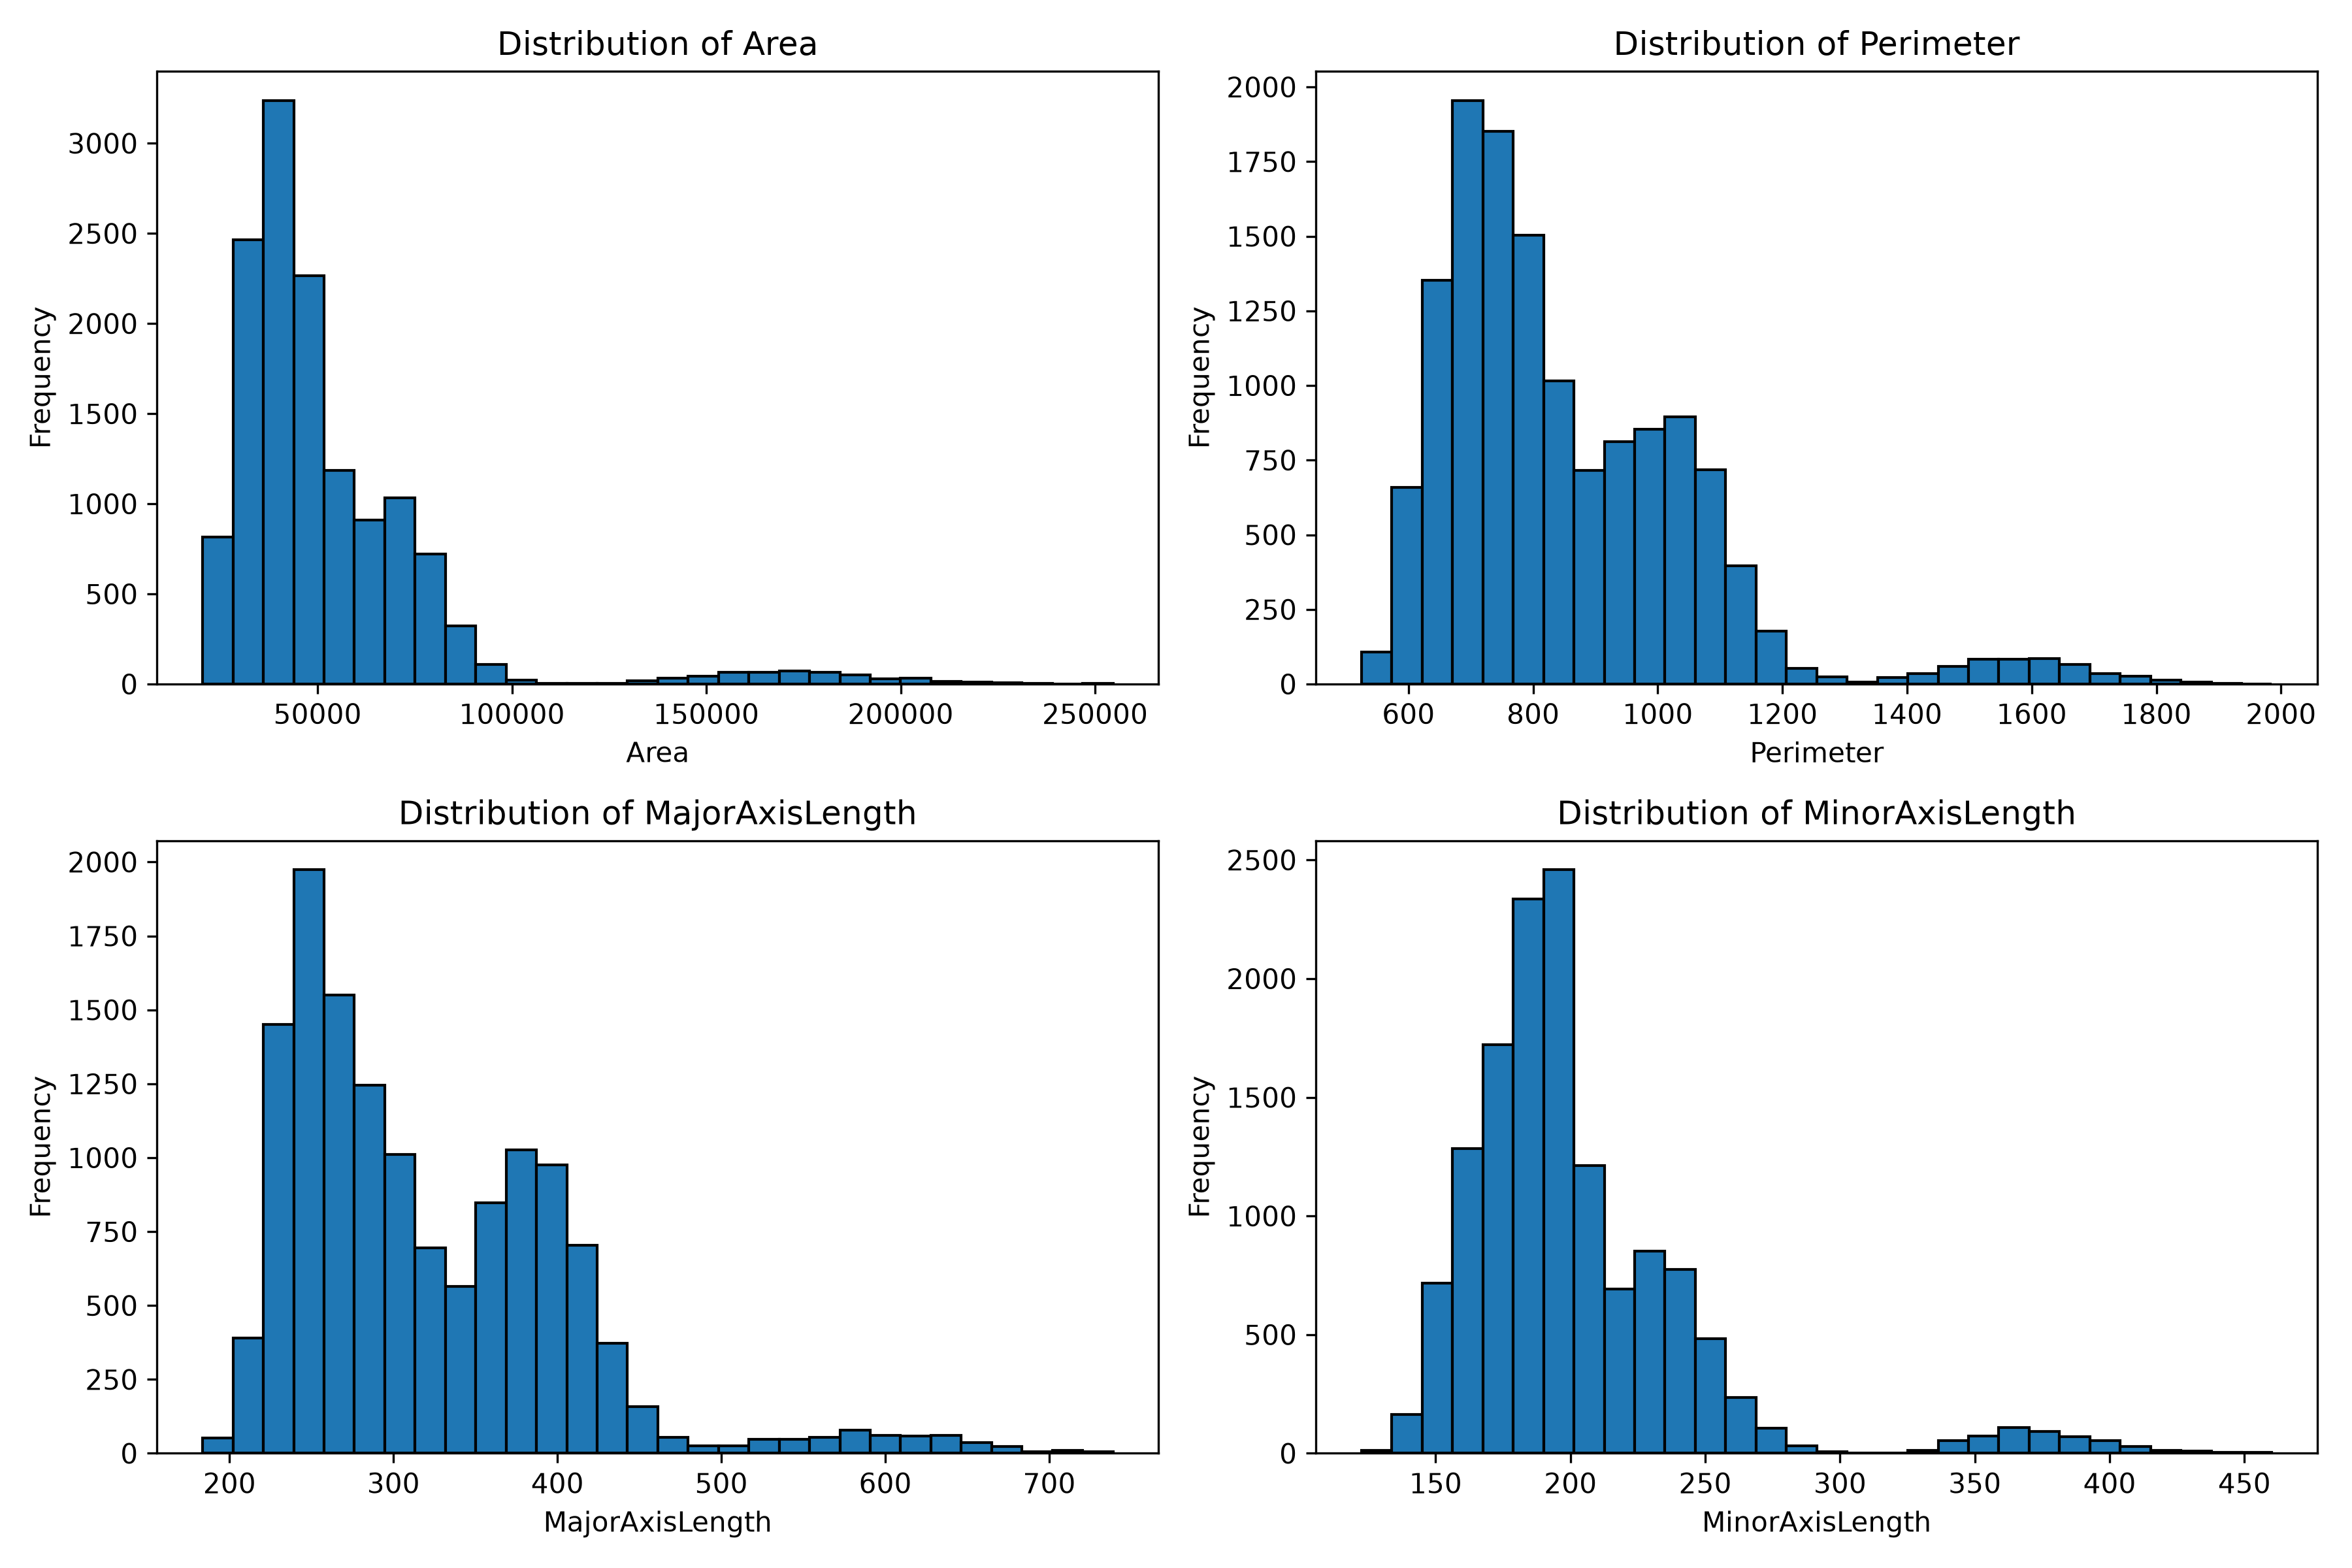 Distribution of Area
Frequency
3000
2500
2000
1500
1000
500
0
50000 100000 150000 200000 250000
Area
Distribution of Perimeter
Frequency
2000
1750
1500
1250
1000
750
500
250
0
600 800 1000 1200 1400 1600 1800 2000
Perimeter
Distribution of MajorAxisLength
Frequency
2000
1750
1500
1250
1000
750
500
250
0
200 300 400 500 600 700
MajorAxisLength
Distribution of MinorAxisLength
Frequency
2500
2000
1500
1000
500
0
150 200 250 300 350 400 450
MinorAxisLength